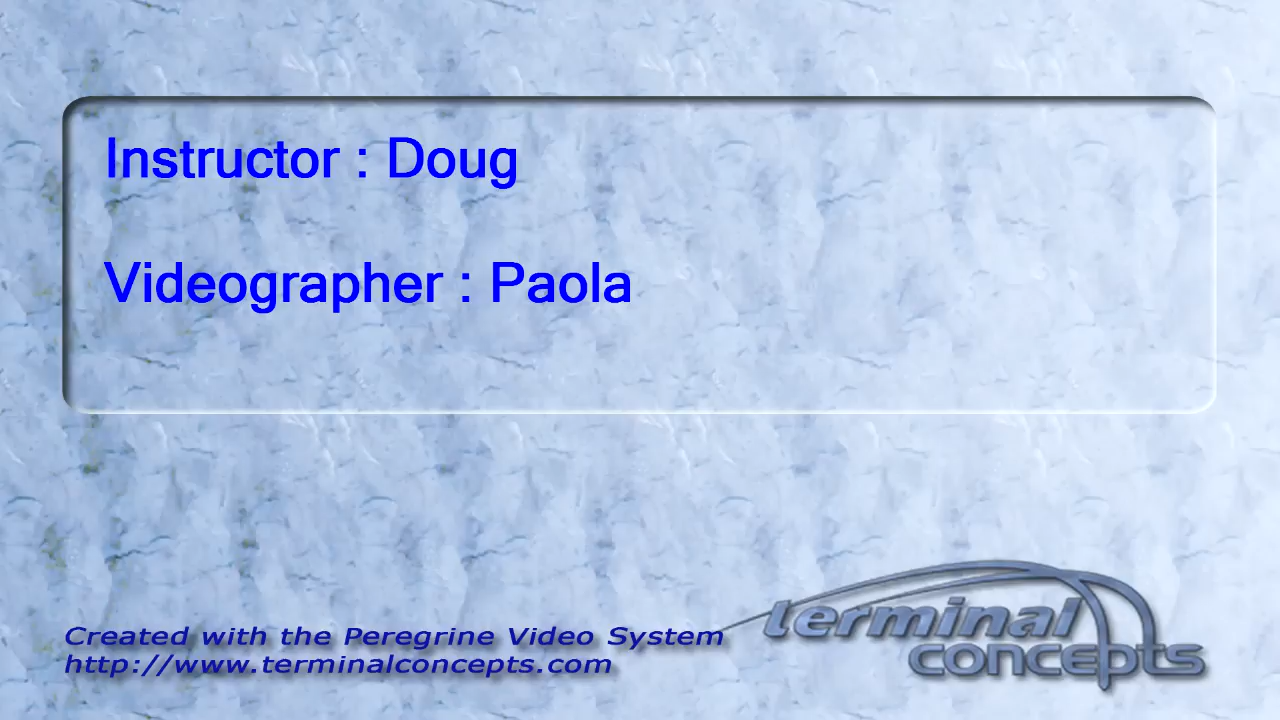 Instructor : Doug
Videographer : Paola
Created with the Peregrine Video System
http://www.terminalconcepts.com
terminal
concepts